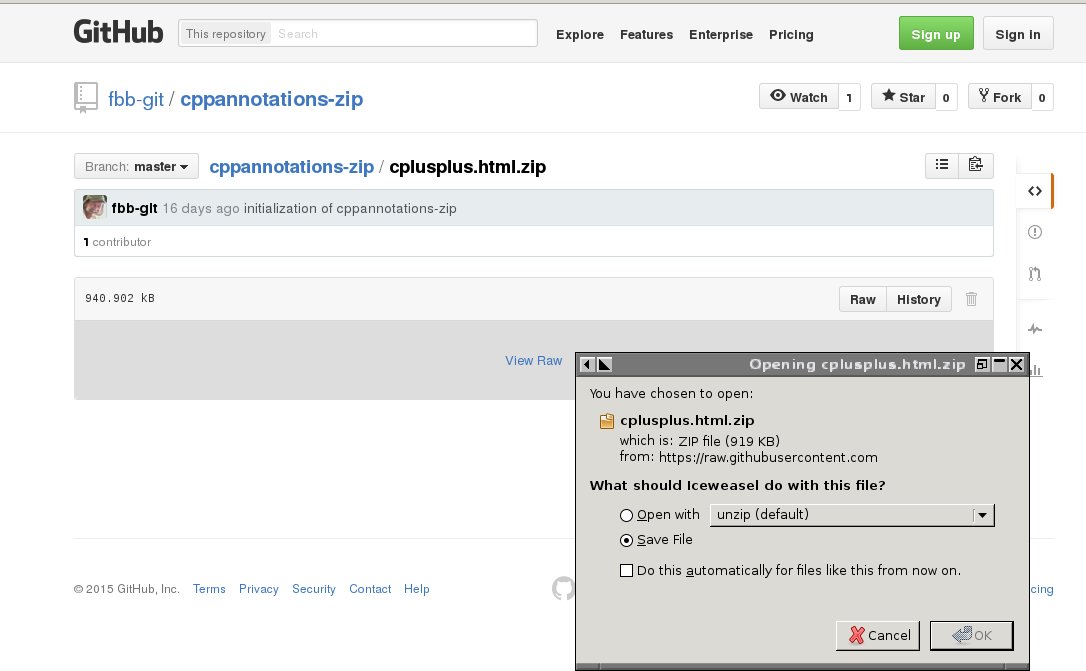 GitHub This repository Search Explore Features Enterprise Pricing Sign up Sign in
fbb-git / cppannotations-zip Watch 1 Star 0 Fork 0
Branch: master cppannotations-zip / cplusplus.html.zip
fbb-git 16 days ago initialization of cppannotations-zip
1 contributor
940.902 kB Raw History
View Raw
Opening cplusplus.html.zip
You have chosen to open:
cplusplus.html.zip
which is: ZIP file (919 KB)
from: https://raw.githubusercontent.com
What should Iceweasel do with this file?
Open with unzip (default)
Save File
Do this automatically for files like this from now on.
Cancel OK
© 2015 GitHub, Inc. Terms Privacy Security Contact Help